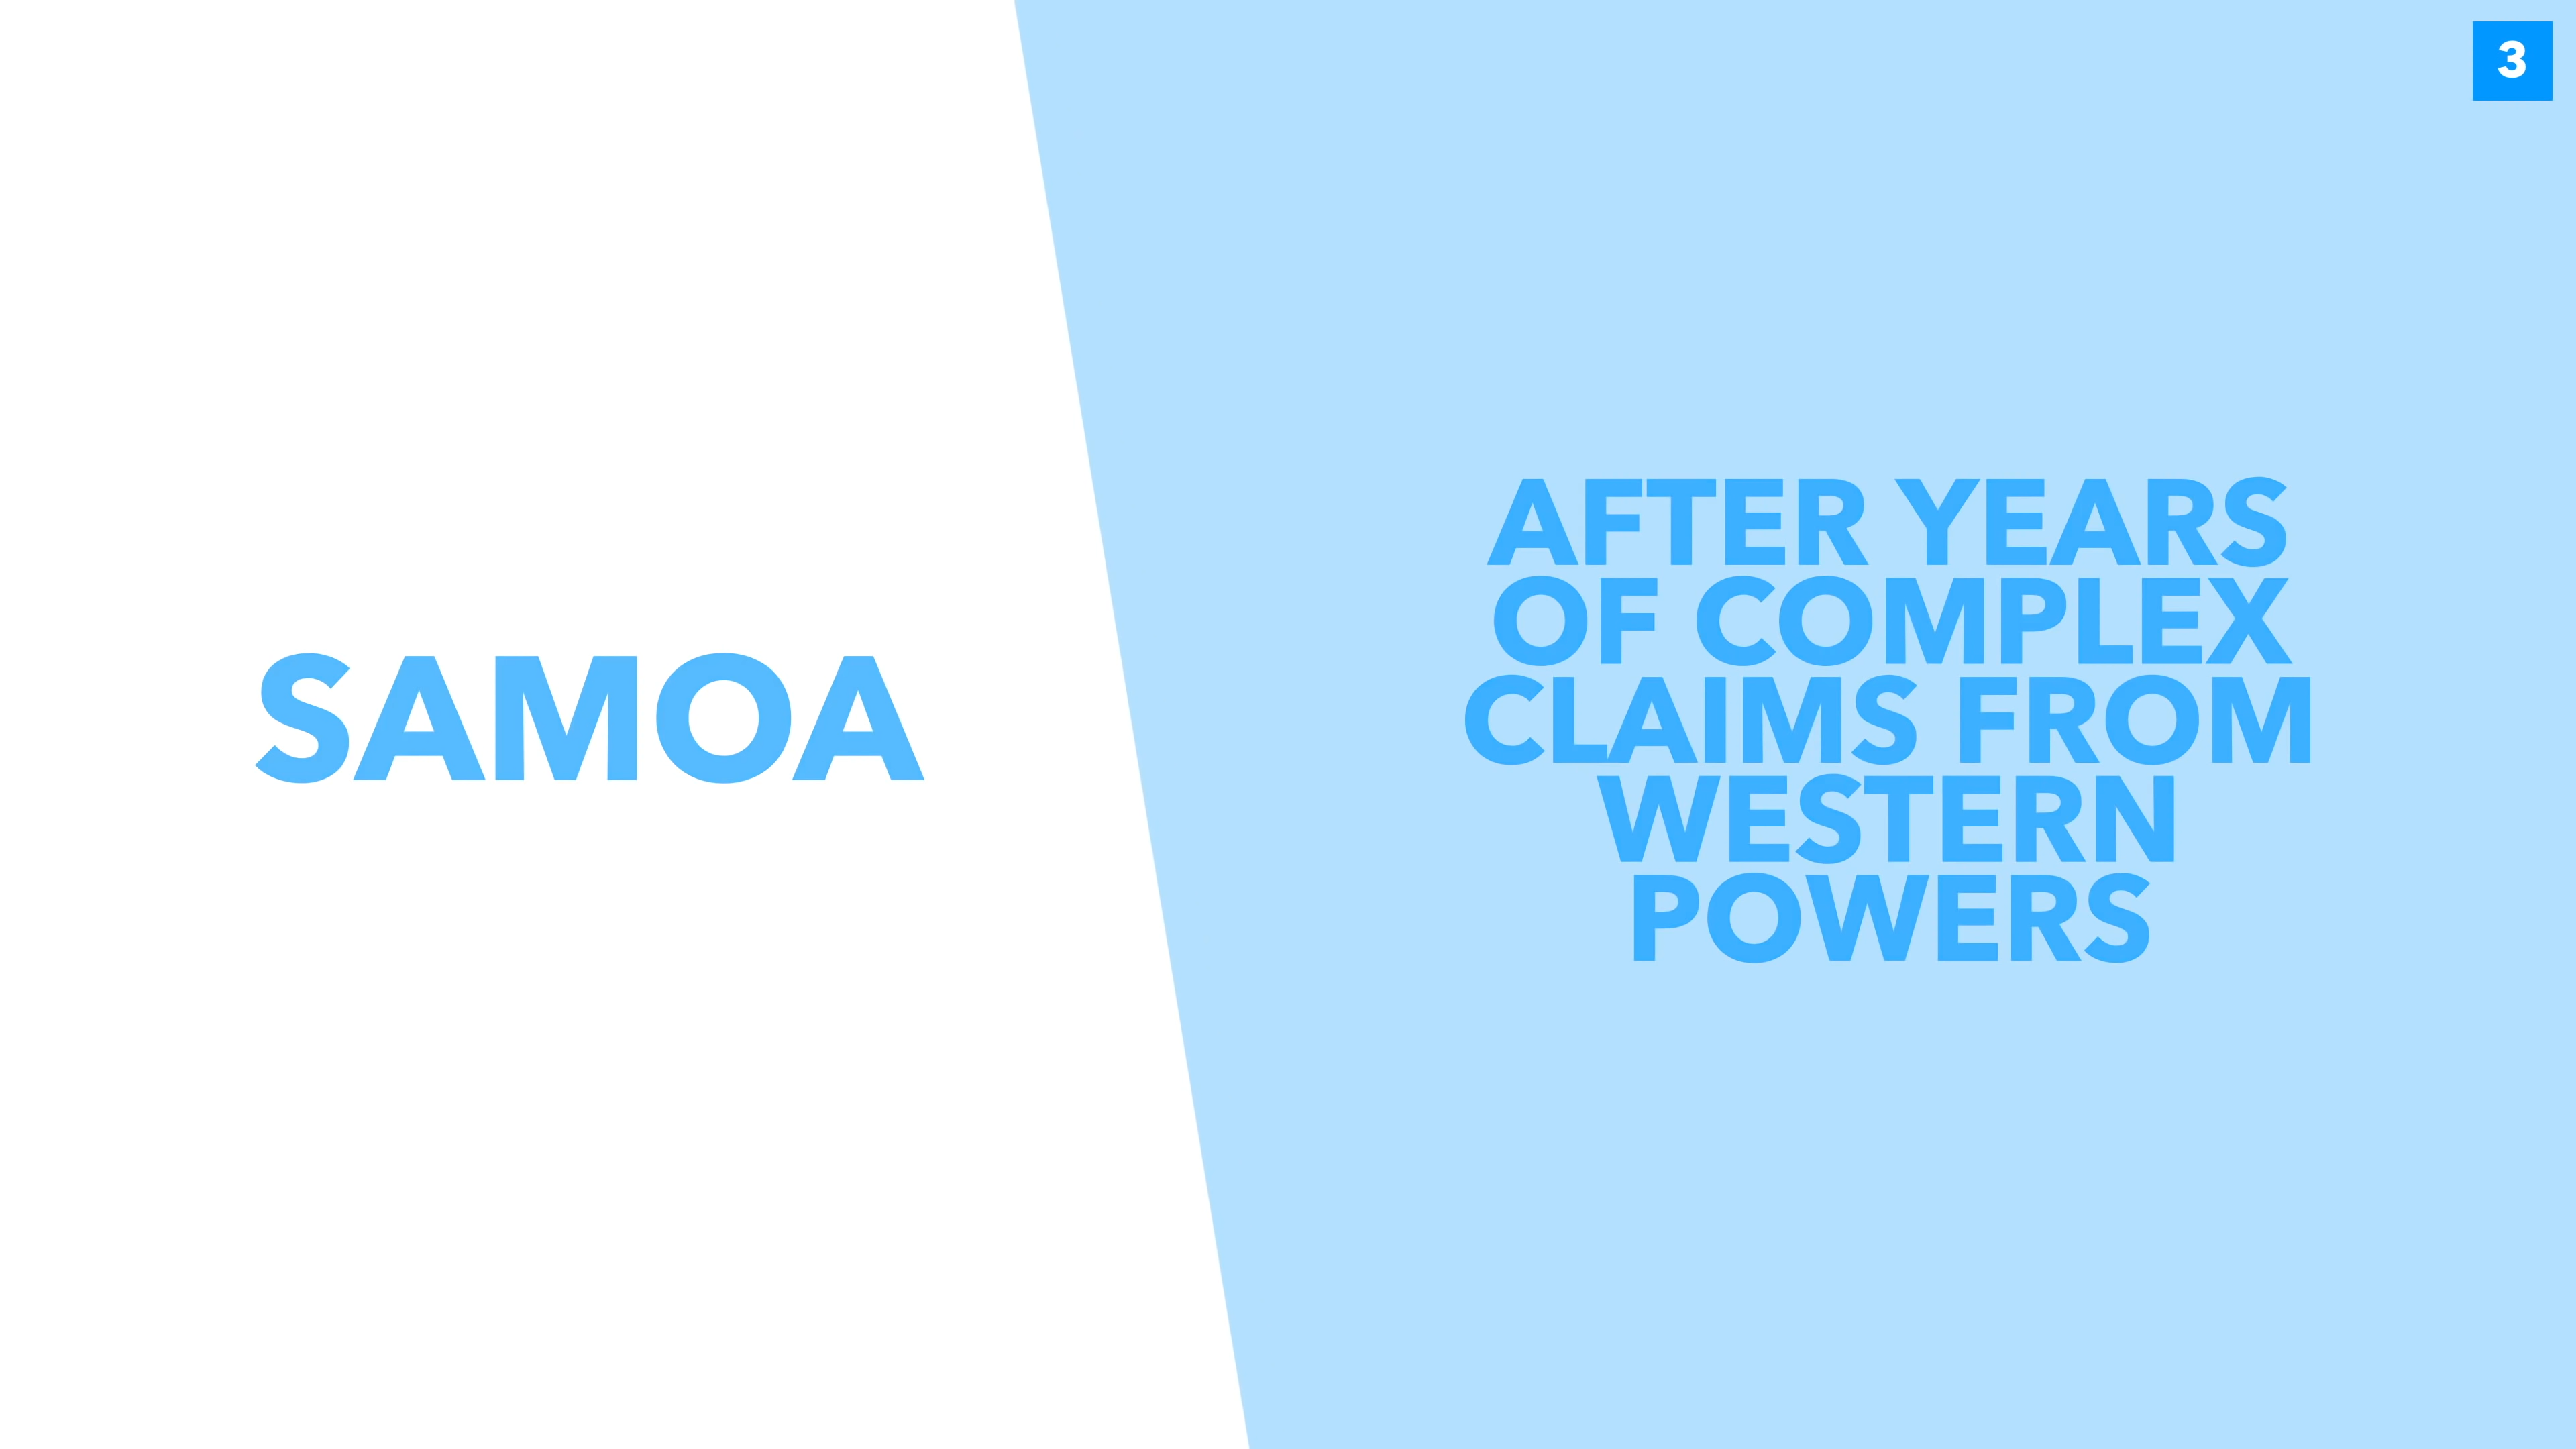 3
SAMOA
AFTER YEARS
OF COMPLEX
CLAIMS FROM
WESTERN
POWERS